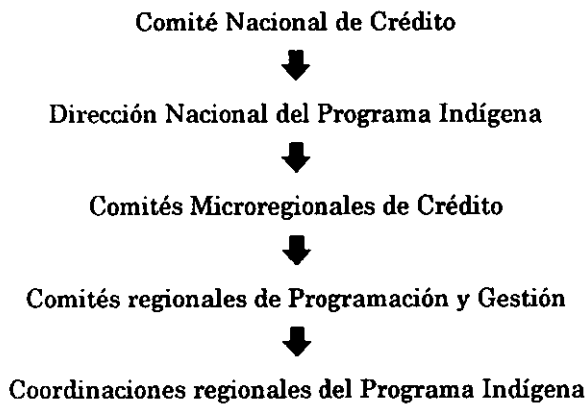 Comité Nacional de Crédito
Dirección Nacional del Programa Indígena
Comités Microregionales de Crédito
Comités regionales de Programación y Gestión
Coordinaciones regionales del Programa Indígena